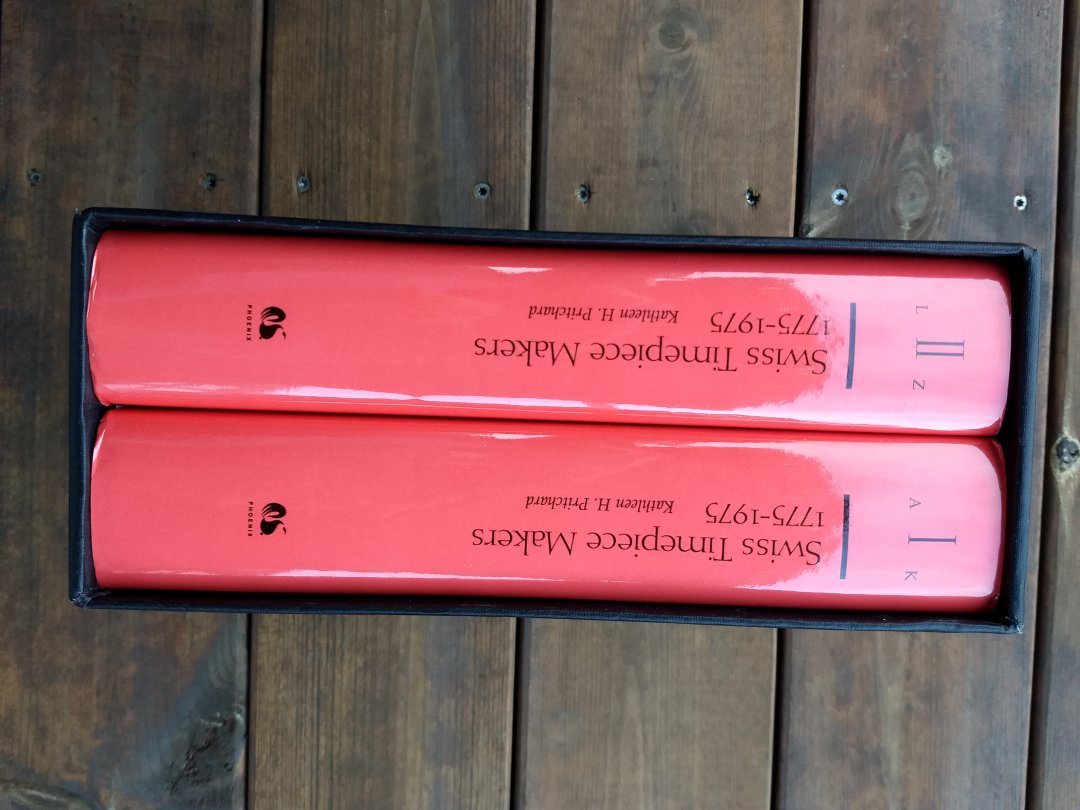 A
I
K
Swiss Timepiece Makers
1775-1975
Kathleen H. Pritchard
PHOENIX
L
II
Z
Swiss Timepiece Makers
1775-1975
Kathleen H. Pritchard
PHOENIX